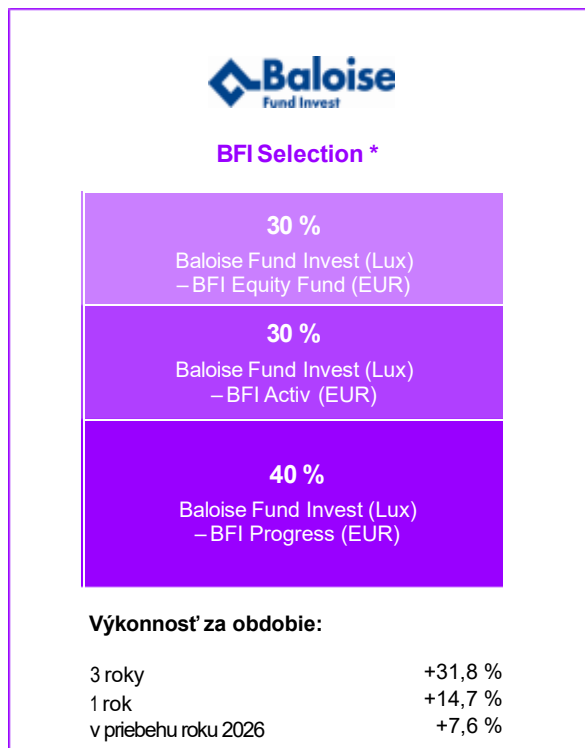 Baloise
Fund Invest
BFI Selection *
30 %
Baloise Fund Invest (Lux)
– BFI Equity Fund (EUR)
30 %
Baloise Fund Invest (Lux)
– BFI Activ (EUR)
40 %
Baloise Fund Invest (Lux)
– BFI Progress (EUR)
Výkonnosť za obdobie:
3 roky +31,8 %
1 rok +14,7 %
v priebehu roku 2026 +7,6 %